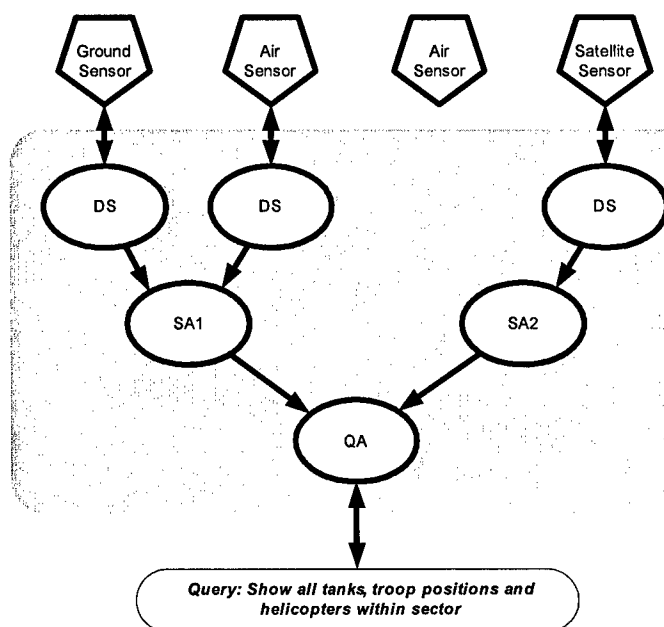 Ground
Sensor
Air
Sensor
Air
Sensor
Satellite
Sensor
DS
DS
DS
SA1
SA2
QA
Query: Show all tanks, troop positions and
helicopters within sector